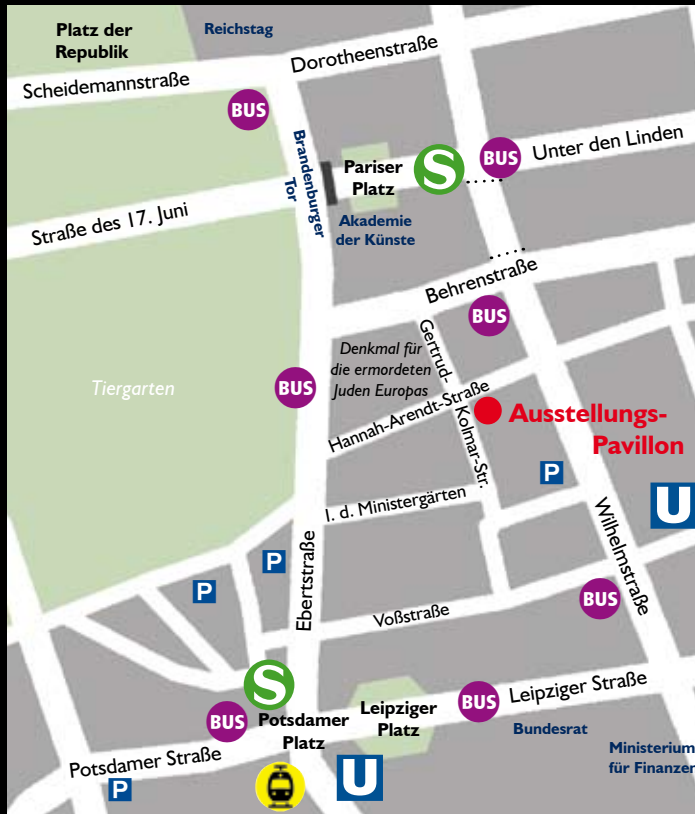 Platz der
Republik
Reichstag
Dorotheenstraße
Scheidemannstraße
BUS
Brandenburger
Tor
Pariser
Platz
S
BUS
Unter den Linden
Straße des 17. Juni
Akademie
der Künste
Behrenstraße
BUS
Denkmal für
die ermordeten
Juden Europas
Gertrud-
Kolmar-Str.
Tiergarten
BUS
Hannah-Arendt-Straße
Ausstellungs-
Pavillon
P
I. d. Ministergärten
U
Wilhelmstraße
P
P
Ebertstraße
Voßstraße
BUS
S
BUS
Potsdamer
Platz
Leipziger
Platz
BUS
Leipziger Straße
Bundesrat
Ministerium
für Finanzen
Potsdamer Straße
P
U